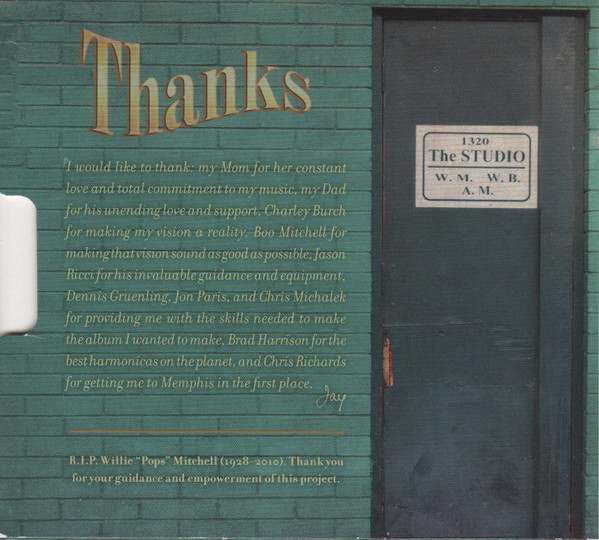 Thanks
I would like to thank: my Mom for her constant
love and total commitment to my music, my Dad
for his unending love and support, Charley Burch
for making my vision a reality, Boo Mitchell for
making that vision sound as good as possible, Jason
Ricci for his invaluable guidance and equipment,
Dennis Gruenling, Jon Paris, and Chris Michalek
for providing me with the skills needed to make
the album I wanted to make, Brad Harrison for the
best harmonicas on the planet, and Chris Richards
for getting me to Memphis in the first place.
Jay
R.I.P. Willie "Pops" Mitchell (1928-2010). Thank you
for your guidance and empowerment of this project.
1320
The STUDIO
W. M. W. B.
A. M.